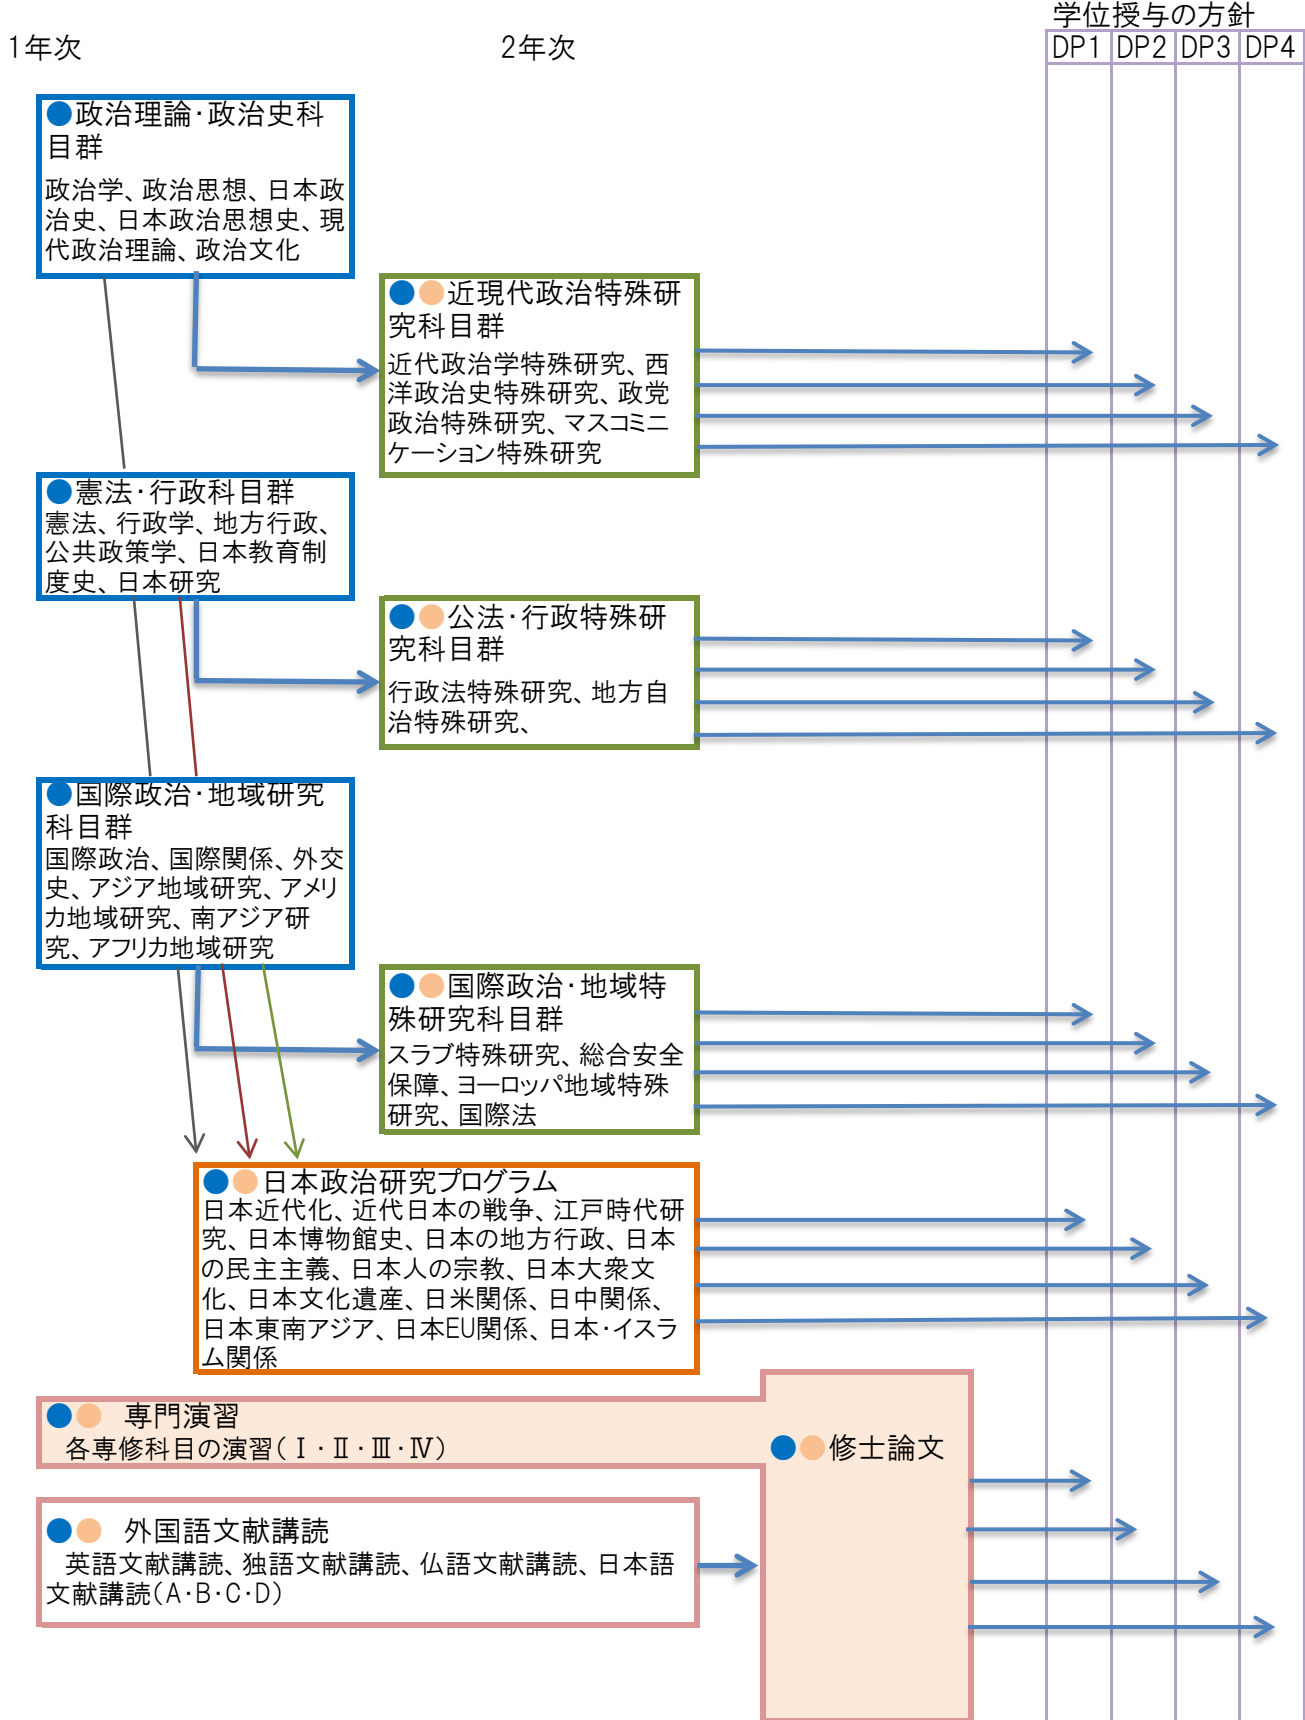 学位授与の方針
1年次
2年次
DP1 DP2 DP3 DP4
●政治理論・政治史科
目群
政治学、政治思想、日本政
治史、日本政治思想史、現
代政治理論、政治文化
●●近現代政治特殊研
究科目群
近代政治学特殊研究、西
洋政治史特殊研究、政党
政治特殊研究、マスコミニ
ケーション特殊研究
●憲法・行政科目群
憲法、行政学、地方行政、
公共政策学、日本教育制
度史、日本研究
●●公法・行政特殊研
究科目群
行政法特殊研究、地方自
治特殊研究、
●国際政治・地域研究
科目群
国際政治、国際関係、外交
史、アジア地域研究、アメリ
カ地域研究、南アジア研
究、アフリカ地域研究
●●国際政治・地域特
殊研究科目群
スラブ特殊研究、総合安全
保障、ヨーロッパ地域特殊
研究、国際法
●●日本政治研究プログラム
日本近代化、近代日本の戦争、江戸時代研
究、日本博物館史、日本の地方行政、日本
の民主主義、日本人の宗教、日本大衆文
化、日本文化遺産、日米関係、日中関係、
日本東南アジア、日本EU関係、日本・イスラ
ム関係
●● 専門演習
各専修科目の演習(Ⅰ・Ⅱ・Ⅲ・Ⅳ)
●●修士論文
●● 外国語文献講読
英語文献講読、独語文献講読、仏語文献講読、日本語
文献講読(A・B・C・D)